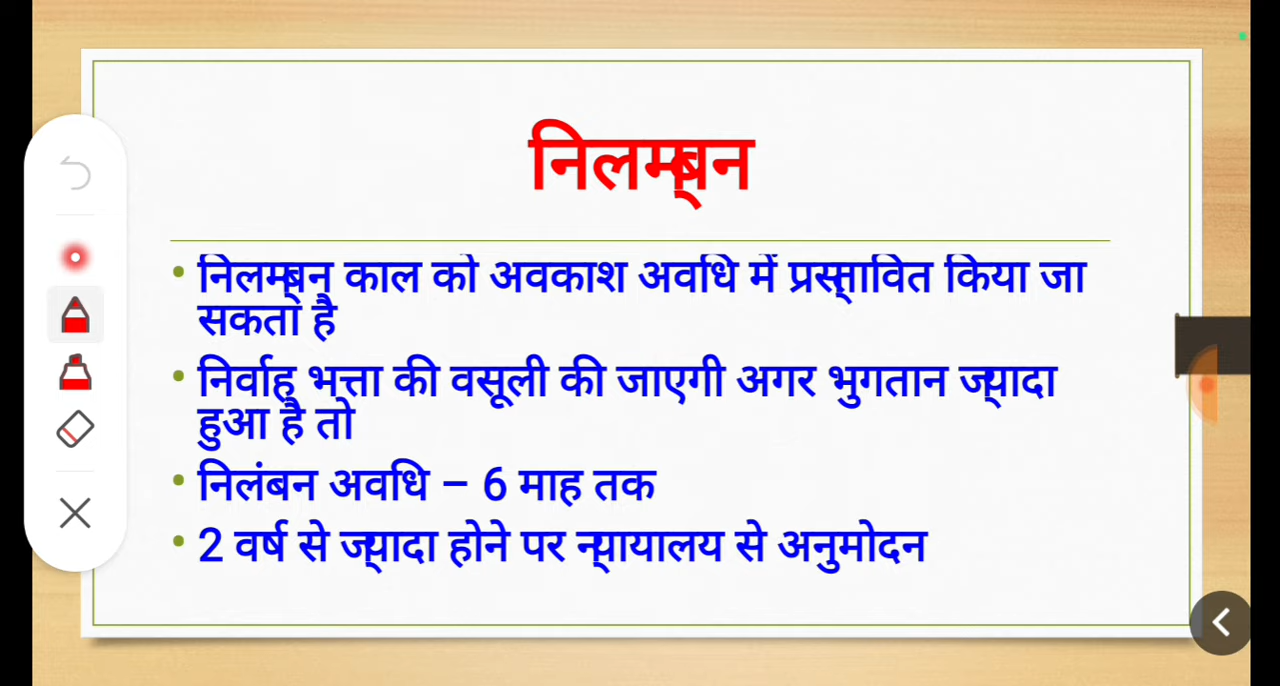 निलम्बन
• निलम्बन काल को अवकाश अवधि में प्रस्तावित किया जा
सकता है
• निर्वाह भत्ता की वसूली की जाएगी अगर भुगतान ज्यादा
हुआ है तो
• निलंबन अवधि – 6 माह तक
• 2 वर्ष से ज्यादा होने पर न्यायालय से अनुमोदन